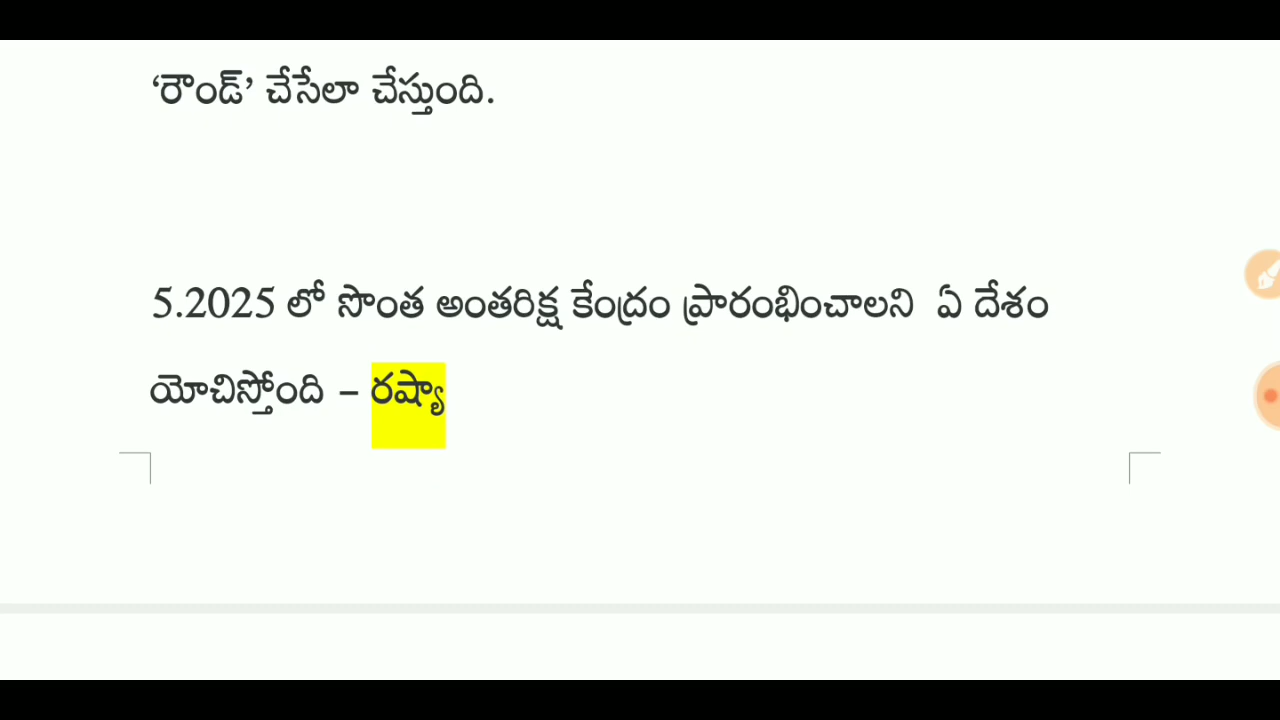 ‘రౌండ్’ చేసేలా చేస్తుంది.
5.2025 లో సొంత అంతరిక్ష కేంద్రం ప్రారంభించాలని ఏ దేశం
యోచిస్తోంది – రష్యా